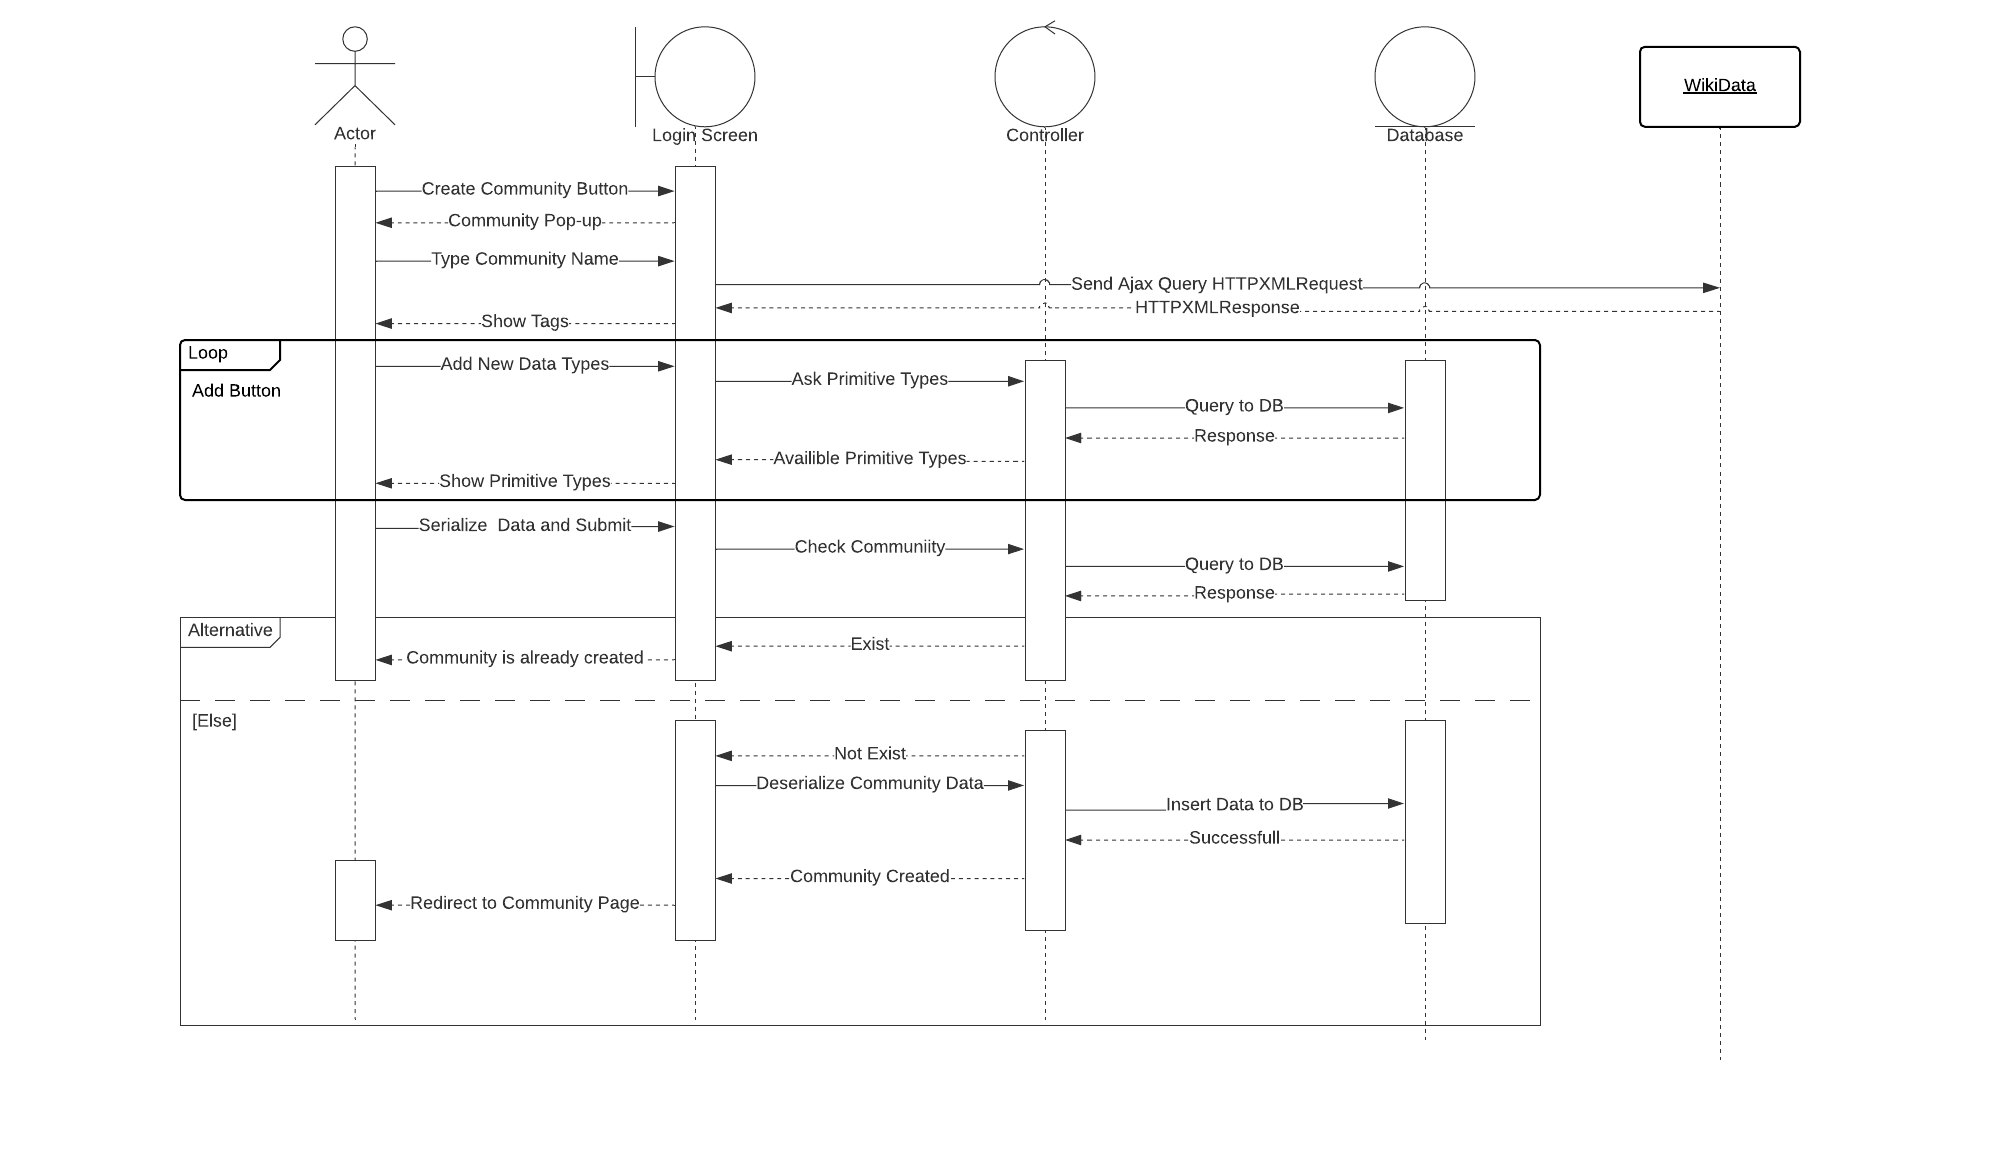 Actor
Login Screen
Controller
Database
WikiData
Create Community Button
Community Pop-up
Type Community Name
Send Ajax Query HTTPXMLRequest
HTTPXMLResponse
Show Tags
Loop
Add Button
Add New Data Types
Ask Primitive Types
Query to DB
Response
Availible Primitive Types
Show Primitive Types
Serialize  Data and Submit
Check Communiity
Query to DB
Response
Alternative
Exist
Community is already created
[Else]
Not Exist
Deserialize Community Data
Insert Data to DB
Successfull
Community Created
Redirect to Community Page